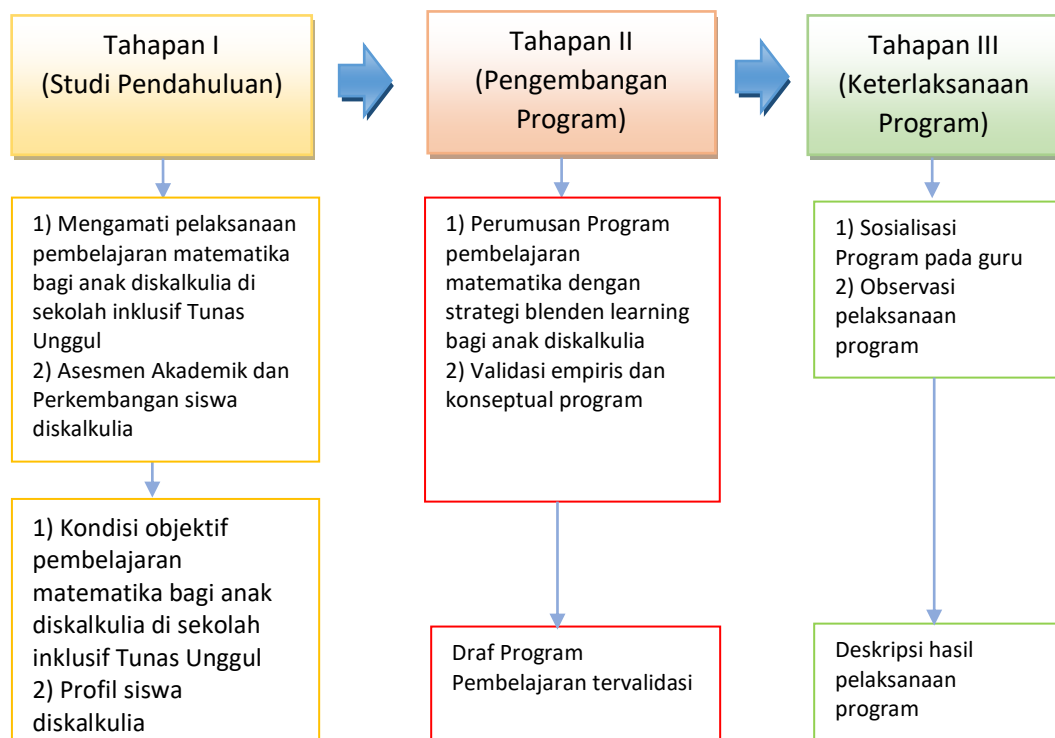 Tahapan I
(Studi Pendahuluan)
Tahapan II
(Pengembangan
Program)
Tahapan III
(Keterlaksanaan
Program)
1) Mengamati pelaksanaan
pembelajaran matematika
bagi anak diskalkulia di
sekolah inklusif Tunas
Unggul
2) Asesmen Akademik dan
Perkembangan siswa
diskalkulia
1) Perumusan Program
pembelajaran
matematika dengan
strategi blenden learning
bagi anak diskalkulia
2) Validasi empiris dan
konseptual program
1) Sosialisasi
Program pada guru
2) Observasi
pelaksanaan
program
1) Kondisi objektif
pembelajaran
matematika bagi anak
diskalkulia di sekolah
inklusif Tunas Unggul
2) Profil siswa
diskalkulia
Draf Program
Pembelajaran tervalidasi
Deskripsi hasil
pelaksanaan
program